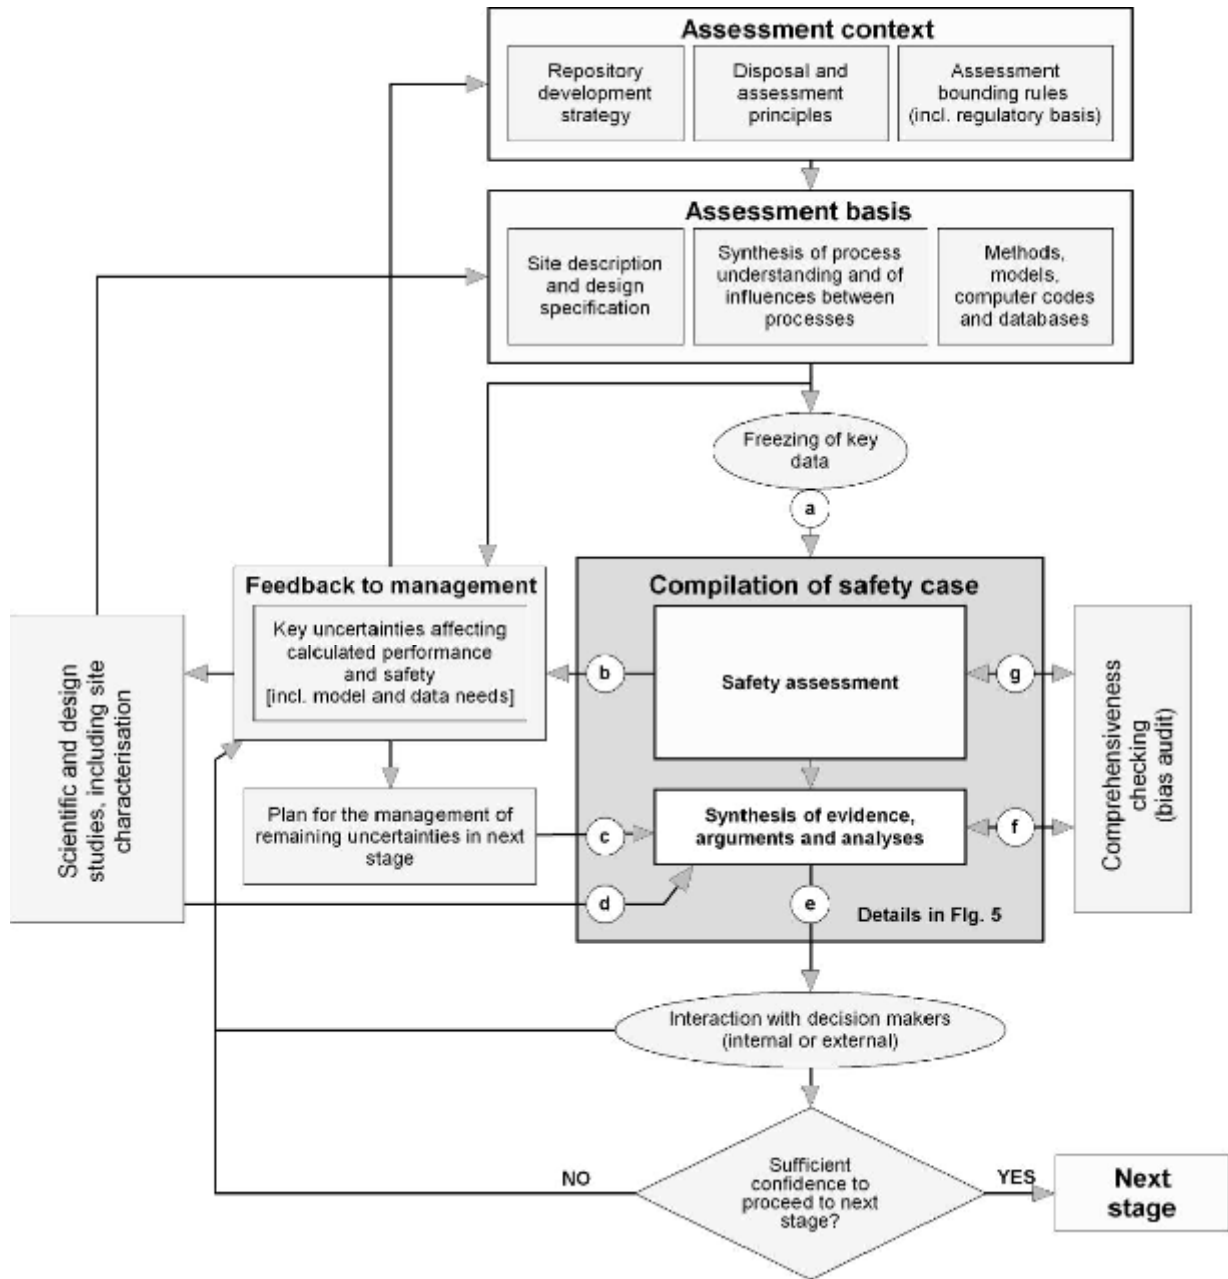 Assessment context
Repository
development
strategy
Disposal and
assessment
principles
Assessment
bounding rules
(incl. regulatory basis)
Assessment basis
Site description
and design
specification
Synthesis of process
understanding and of
influences between
processes
Methods,
models,
computer codes
and databases
Freezing of key
data
a
Feedback to management
Key uncertainties affecting
calculated performance
and safety
[incl. model and data needs]
Compilation of safety case
Safety assessment
b
g
Scientific and design
studies, including site
characterisation
Comprehensiveness
checking
(bias audit)
Plan for the management of
remaining uncertainties in next
stage
c
Synthesis of evidence,
arguments and analyses
f
d
e
Details in FIg. 5
Interaction with decision makers
(internal or external)
Sufficient
confidence to
proceed to next
stage?
NO
YES
Next
stage